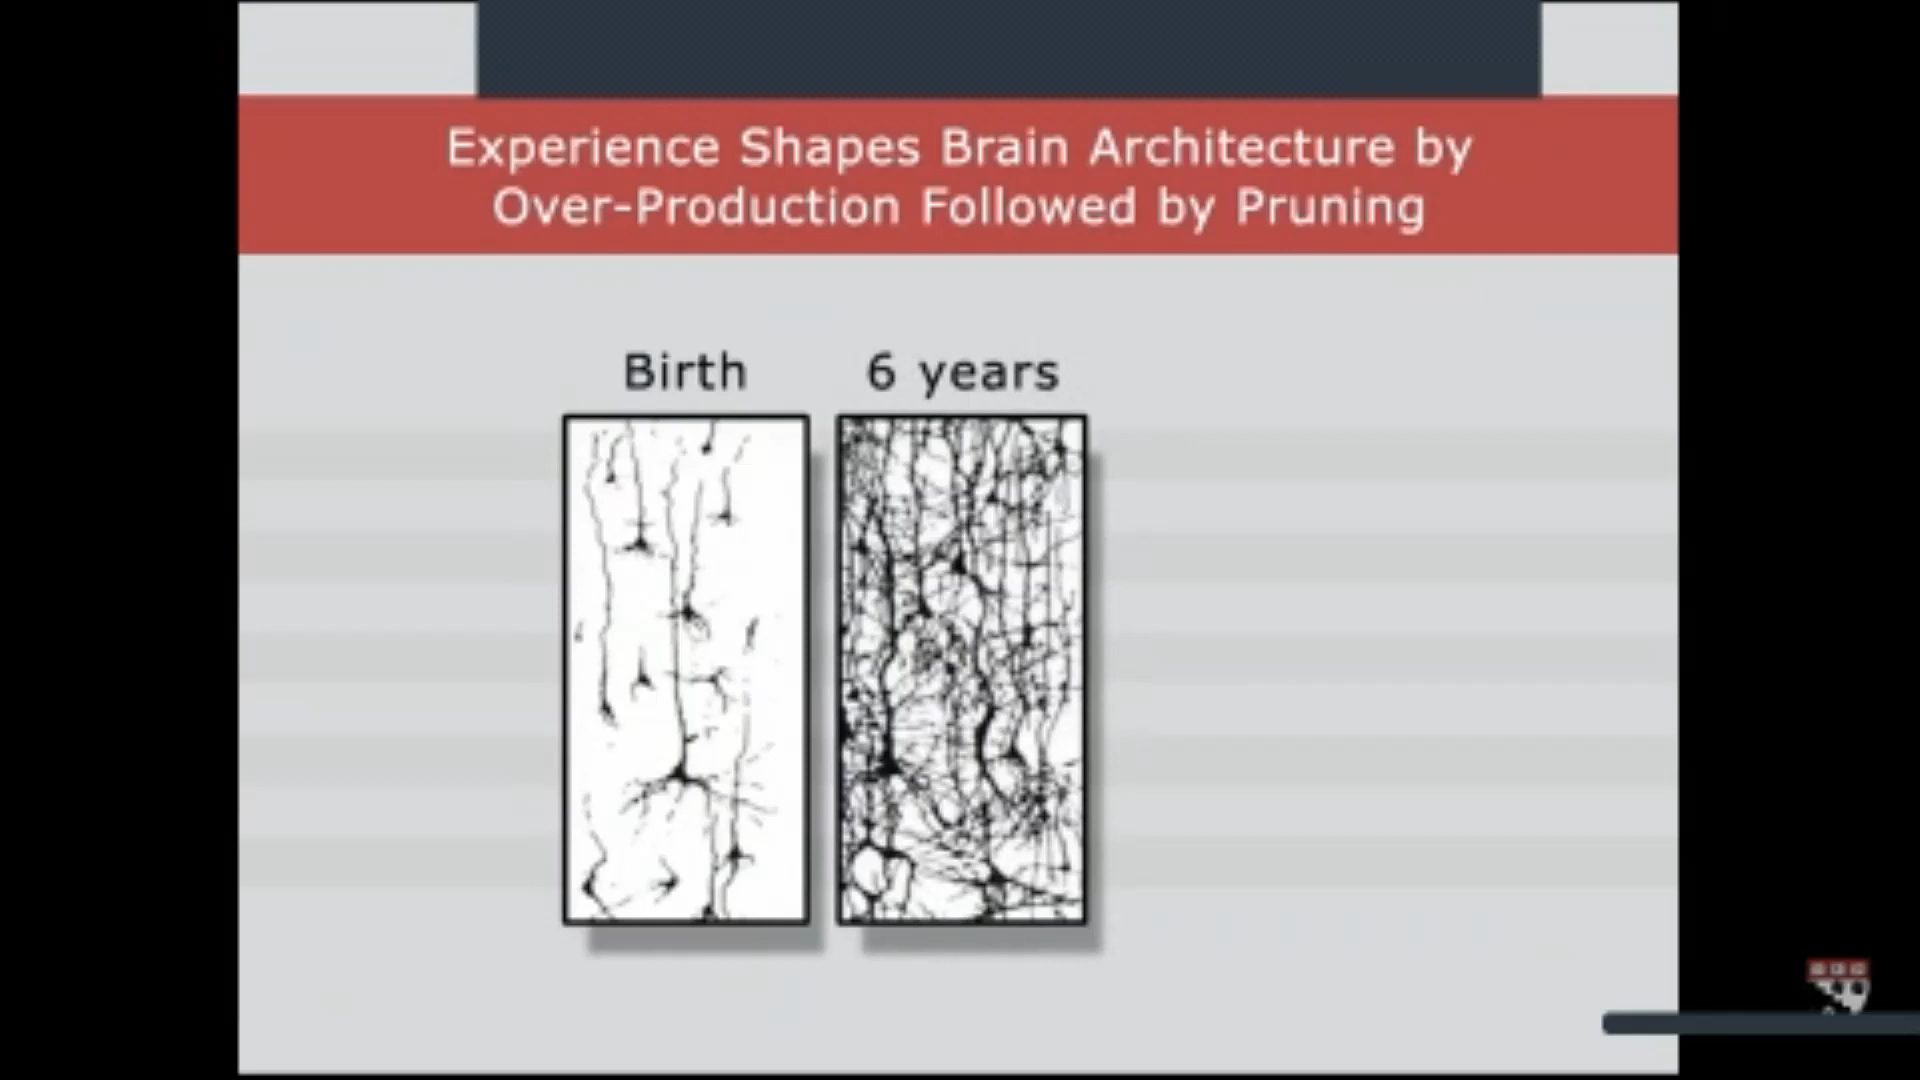 Experience Shapes Brain Architecture by
Over-Production Followed by Pruning
Birth
6 years